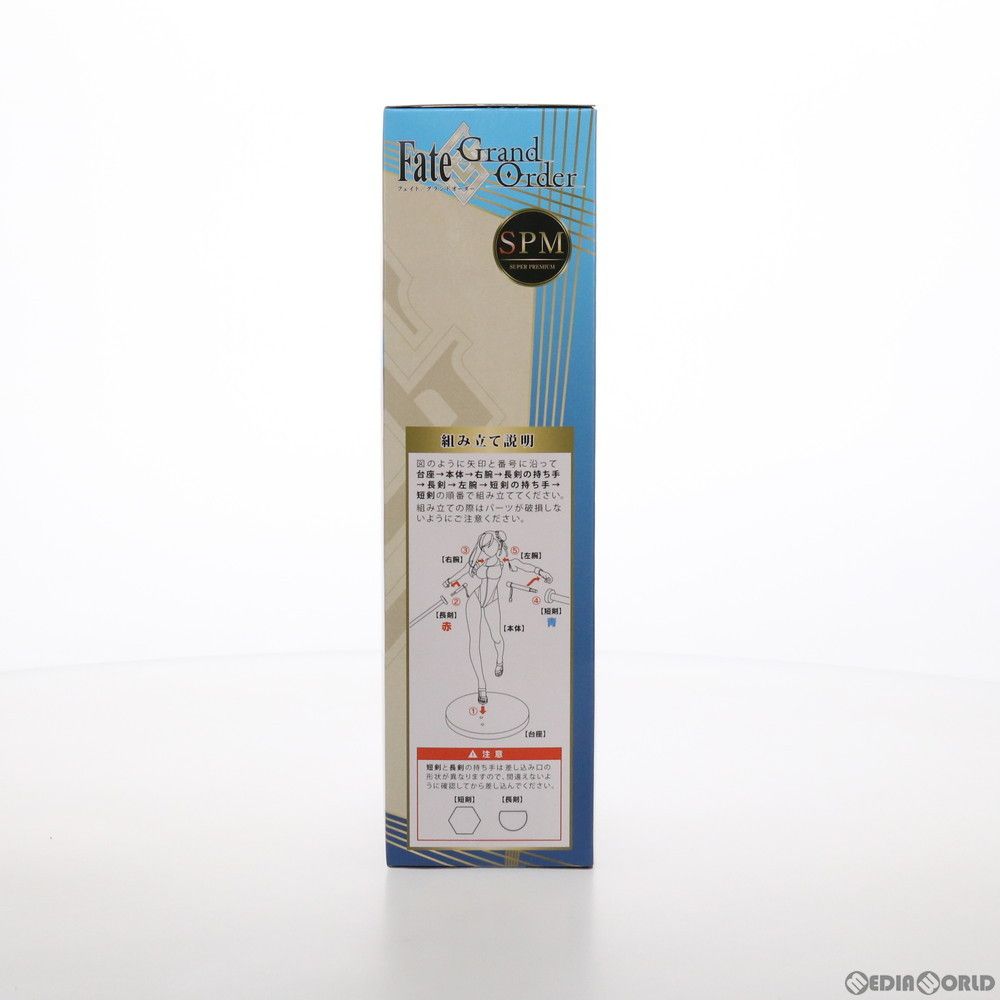 Fate Grand Order
フェイト/グランドオーダー
SPM
SUPER PREMIUM
組み立て説明
図のように矢印と番号に沿って
台座→本体→右腕→長剣の持ち手
→長剣→左腕→短剣の持ち手→
短剣の順番で組み立ててください。
組み立ての際はパーツが破損しな
いようにご注意ください。
③ ⑤
【右腕】 【左腕】
② ④
【長剣】 【短剣】
赤 青
【本体】
①
【台座】
注意
短剣と長剣の持ち手は差し込み口の
形状が異なりますので、間違えないよ
うに確認してから差し込んでください。
【短剣】 【長剣】
MEDIAWORLD